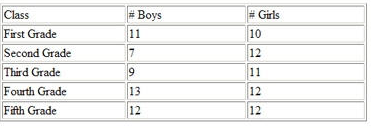 Class # Boys # Girls
First Grade 11 10
Second Grade 7 12
Third Grade 9 11
Fourth Grade 13 12
Fifth Grade 12 12